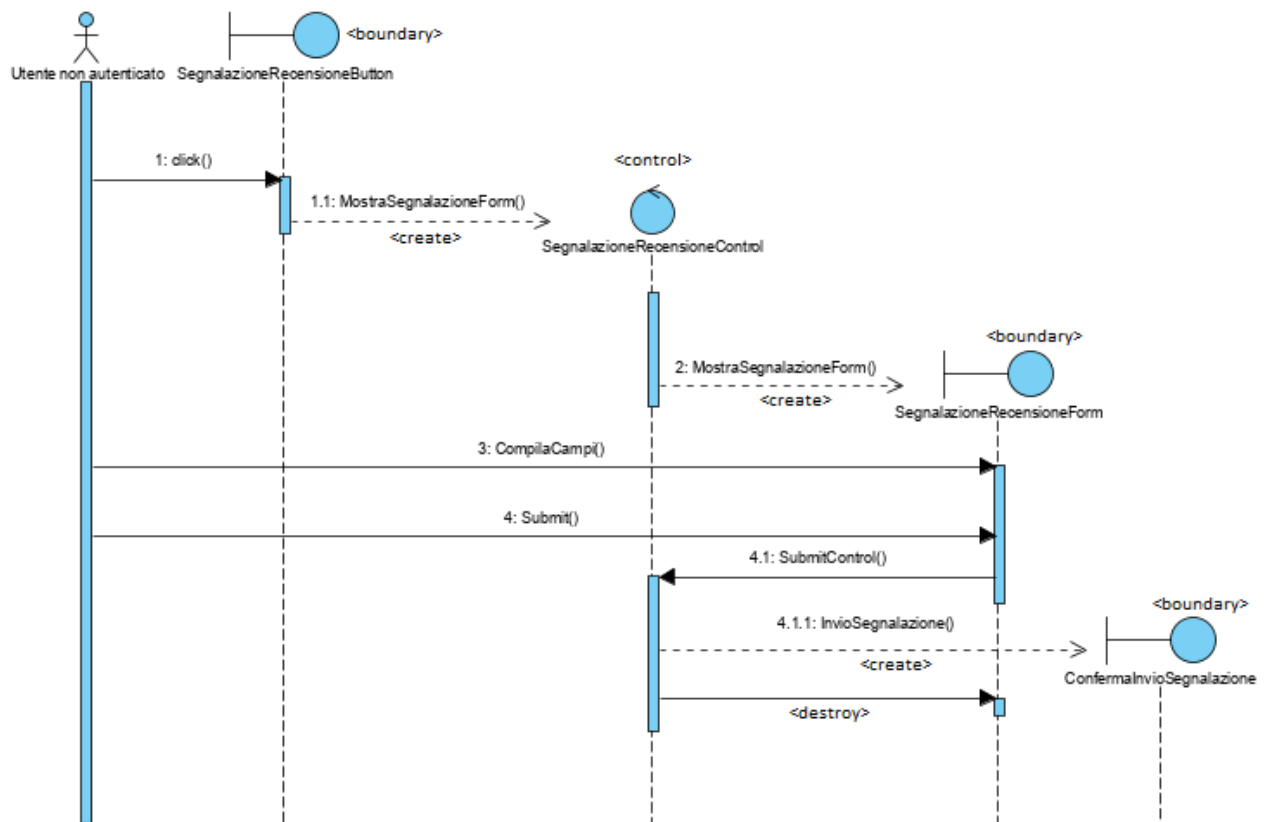 <boundary>
Utente non autenticato
SegnalazioneRecensioneButton
1: click()
<control>
1.1: MostraSegnalazioneForm()
<create>
SegnalazioneRecensioneControl
<boundary>
2: MostraSegnalazioneForm()
<create>
SegnalazioneRecensioneForm
3: CompilaCampi()
4: Submit()
4.1: SubmitControl()
<boundary>
4.1.1: InvioSegnalazione()
<create>
ConfermaInvioSegnalazione
<destroy>